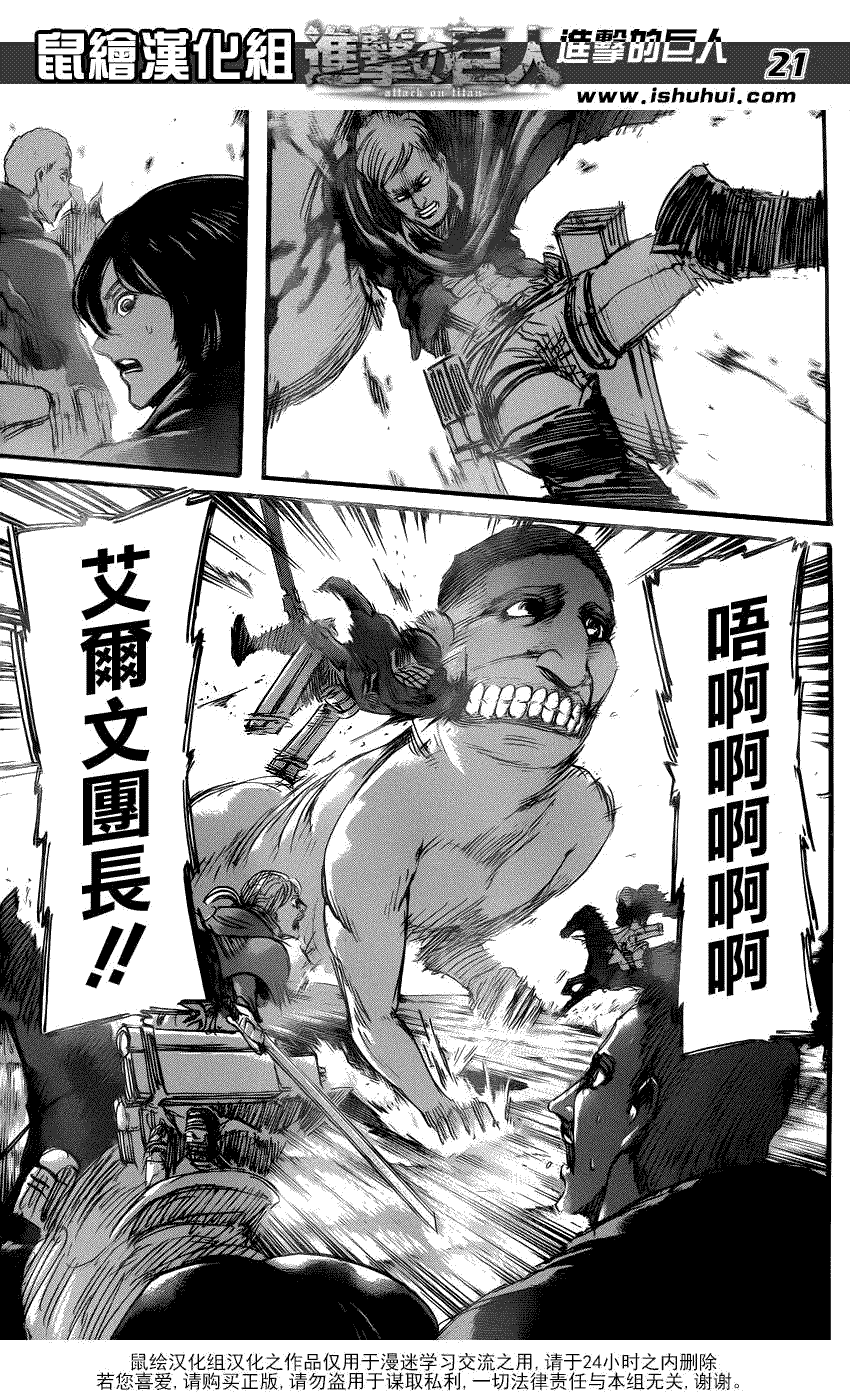 鼠繪漢化組
進撃の巨人
attack on titan
進擊的巨人
21
www.ishuhui.com
唔啊啊啊啊啊
艾爾文團長!!
鼠绘汉化组汉化之作品仅用于漫迷学习交流之用,请于24小时之内删除
若您喜爱,请购买正版,请勿盗用于谋取私利,一切法律责任与本组无关,谢谢。